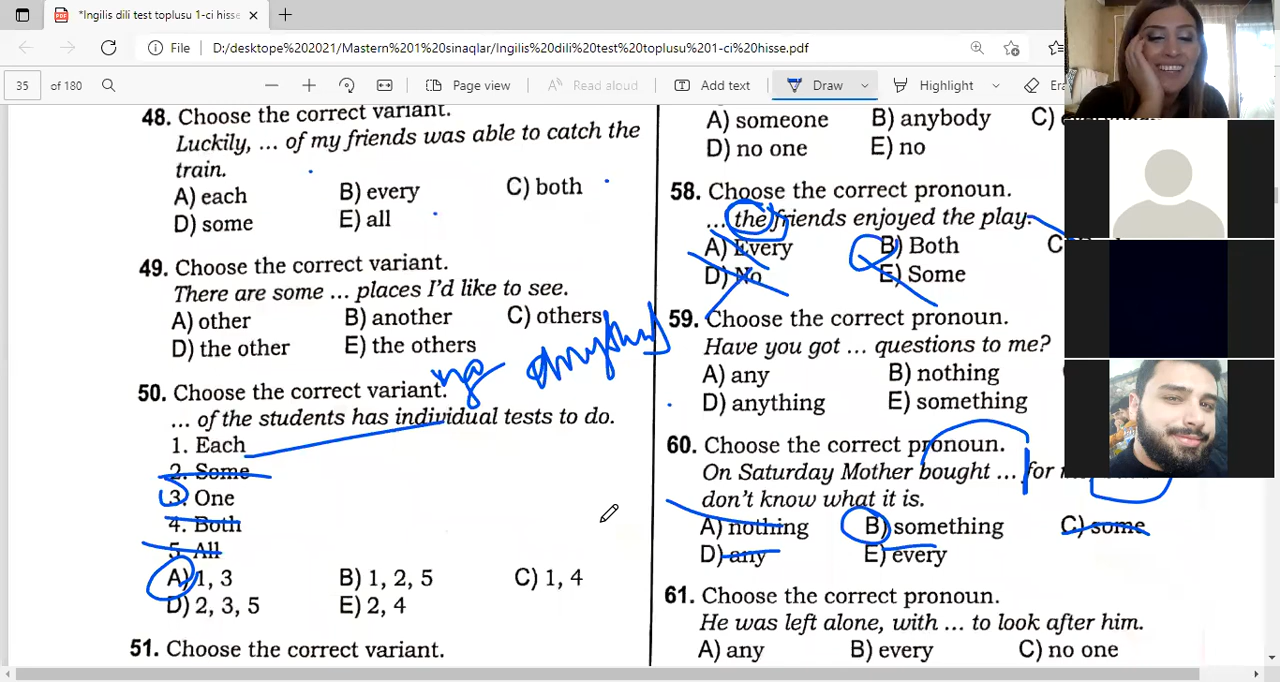 *Ingilis dili test toplusu 1-ci hisse
File D:/desktope%202021/Mastern%201%20sinaqlar/Ingilis%20dili%20test%20toplusu%201-ci%20hisse.pdf
35 of 180 Page view Read aloud Add text Draw Highlight
48. Choose the correct variant.
Luckily, ... of my friends was able to catch the
train.
A) each B) every C) both
D) some E) all
49. Choose the correct variant.
There are some ... places I'd like to see.
A) other B) another C) others
D) the other E) the others
no anything
50. Choose the correct variant.
... of the students has individual tests to do.
1. Each
2. Some
3. One
4. Both
5. All
A) 1, 3 B) 1, 2, 5 C) 1, 4
D) 2, 3, 5 E) 2, 4
51. Choose the correct variant.
A) someone B) anybody C)
D) no one E) no
58. Choose the correct pronoun.
... the friends enjoyed the play.
A) Every B) Both C)
D) No E) Some
59. Choose the correct pronoun.
Have you got ... questions to me?
A) any B) nothing
D) anything E) something
60. Choose the correct pronoun.
On Saturday Mother bought ... for
don't know what it is.
A) nothing B) something C) some
D) any E) every
61. Choose the correct pronoun.
He was left alone, with ... to look after him.
A) any B) every C) no one